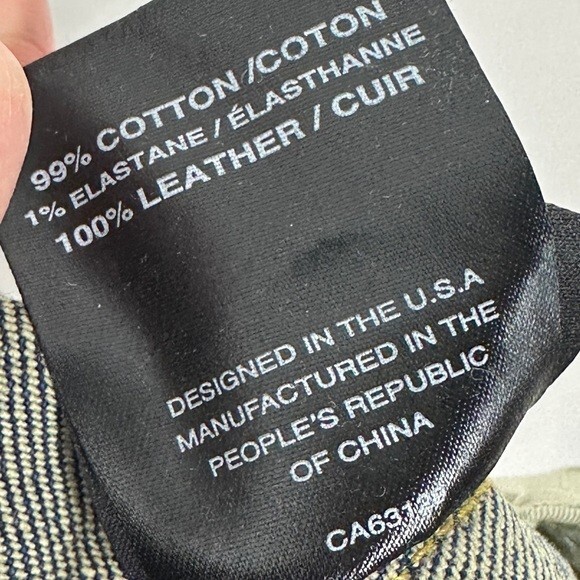 99% COTTON /COTON
1% ELASTANE / ÉLASTHANNE
100% LEATHER / CUIR
DESIGNED IN THE U.S.A
MANUFACTURED IN THE
PEOPLE'S REPUBLIC
OF CHINA